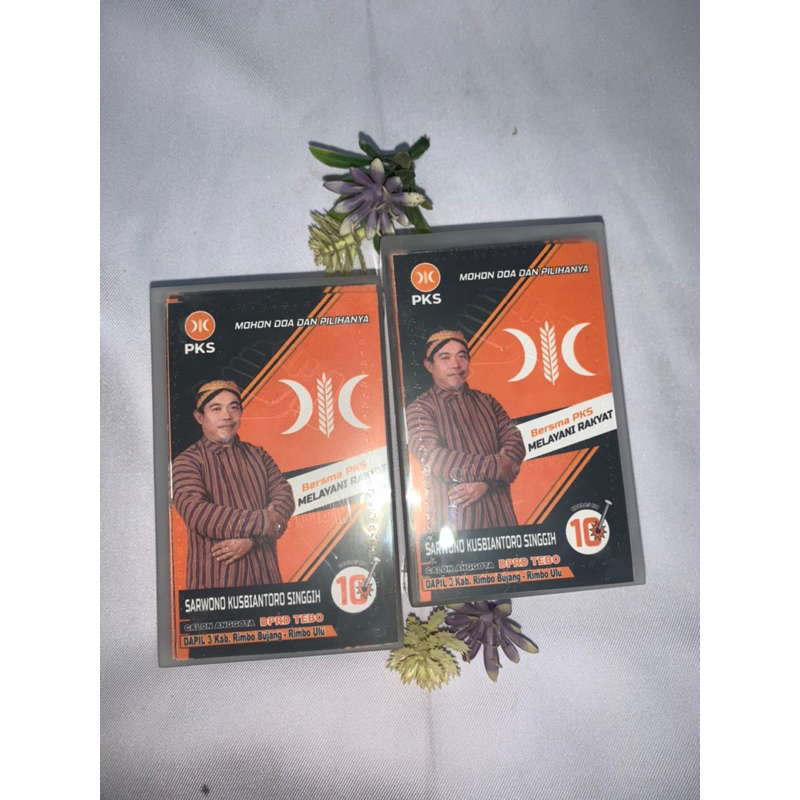 PKS
MOHON DOA DAN PILIHANYA
Bersma PKS
MELAYANI RAKYAT
10
SARWONO KUSBIANTORO SINGGIH
CALON ANGGOTA DPRD TEBO
DAPIL 3 Kab. Rimbo Bujang - Rimbo Ulu
PKS
MOHON DOA DAN PILIHANYA
Bersma PKS
MELAYANI RAKYAT
10
SARWONO KUSBIANTORO SINGGIH
CALON ANGGOTA DPRD TEBO
DAPIL 3 Kab. Rimbo Bujang - Rimbo Ulu